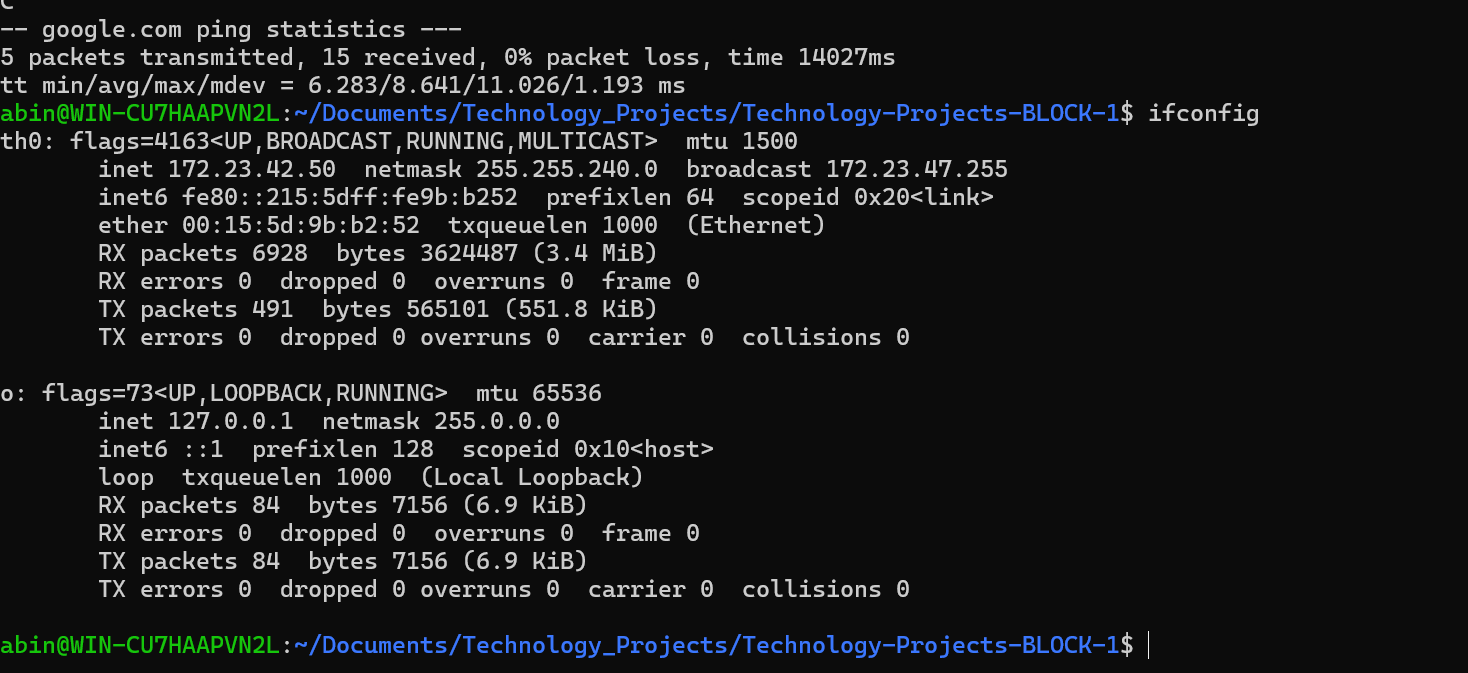 C
-- google.com ping statistics ---
5 packets transmitted, 15 received, 0% packet loss, time 14027ms
tt min/avg/max/mdev = 6.283/8.641/11.026/1.193 ms
abin@WIN-CU7HAAPVN2L:~/Documents/Technology_Projects/Technology-Projects-BLOCK-1$ ifconfig
th0: flags=4163<UP,BROADCAST,RUNNING,MULTICAST>  mtu 1500
        inet 172.23.42.50  netmask 255.255.240.0  broadcast 172.23.47.255
        inet6 fe80::215:5dff:fe9b:b252  prefixlen 64  scopeid 0x20<link>
        ether 00:15:5d:9b:b2:52  txqueuelen 1000  (Ethernet)
        RX packets 6928  bytes 3624487 (3.4 MiB)
        RX errors 0  dropped 0  overruns 0  frame 0
        TX packets 491  bytes 565101 (551.8 KiB)
        TX errors 0  dropped 0 overruns 0  carrier 0  collisions 0

o: flags=73<UP,LOOPBACK,RUNNING>  mtu 65536
        inet 127.0.0.1  netmask 255.0.0.0
        inet6 ::1  prefixlen 128  scopeid 0x10<host>
        loop  txqueuelen 1000  (Local Loopback)
        RX packets 84  bytes 7156 (6.9 KiB)
        RX errors 0  dropped 0  overruns 0  frame 0
        TX packets 84  bytes 7156 (6.9 KiB)
        TX errors 0  dropped 0 overruns 0  carrier 0  collisions 0

abin@WIN-CU7HAAPVN2L:~/Documents/Technology_Projects/Technology-Projects-BLOCK-1$